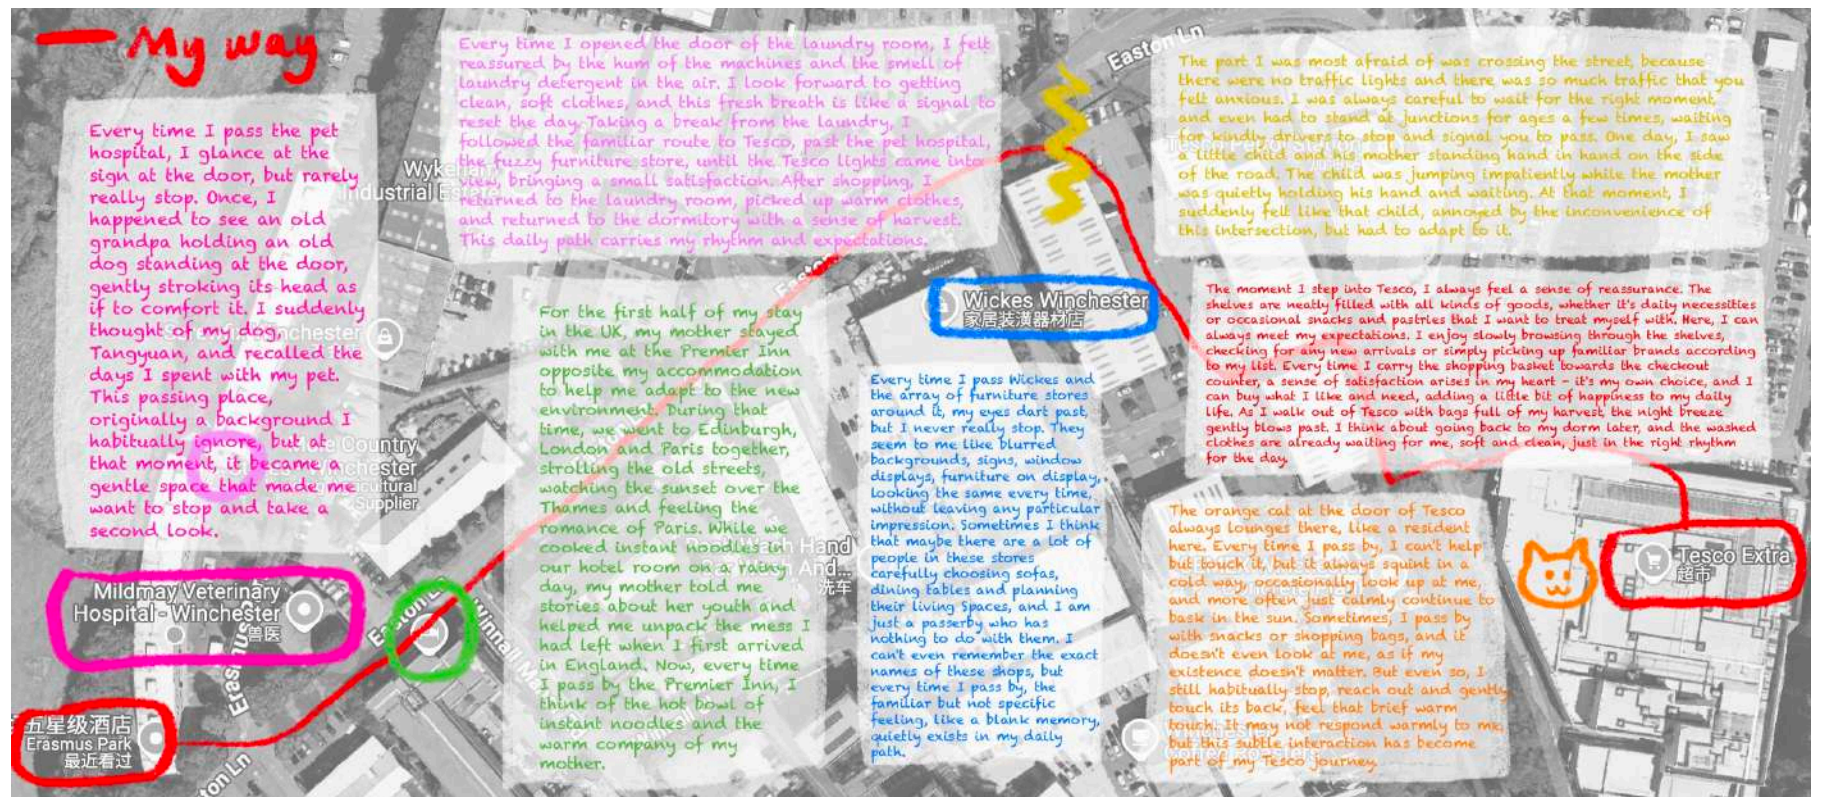 My way
Every time I opened the door of the laundry room, I felt
reassured by the hum of the machines and the smell of
laundry detergent in the air. I look forward to getting
clean, soft clothes, and this fresh breath is like a signal to
reset the day. Taking a break from the laundry, I
followed the familiar route to Tesco, past the pet hospital,
the fuzzy furniture store, until the Tesco lights came into
view, bringing a small satisfaction. After shopping, I
returned to the laundry room, picked up warm clothes,
and returned to the dormitory with a sense of harvest.
This daily path carries my rhythm and expectations.
Easton Ln
The part I was most afraid of was crossing the street, because
there were no traffic lights and there was so much traffic that you
felt anxious. I was always careful to wait for the right moment,
and even had to stand at junctions for ages a few times, waiting
for kindly drivers to stop and signal you to pass. One day, I saw
a little child and his mother standing hand in hand on the side
of the road. The child was jumping impatiently while the mother
was quietly holding his hand and waiting. At that moment, I
suddenly felt like that child, annoyed by the inconvenience of
this intersection, but had to adapt to it.
Every time I pass the pet
hospital, I glance at the
sign at the door, but rarely
really stop. Once, I
happened to see an old
grandpa holding an old
dog standing at the door,
gently stroking its head as
if to comfort it. I suddenly
thought of my dog,
Tangyuan, and recalled the
days I spent with my pet.
This passing place,
originally a background I
habitually ignore, but at
that moment, it became a
gentle space that made me
want to stop and take a
second look.
Industrial
Easton
For the first half of my stay
in the UK, my mother stayed
with me at the Premier Inn
opposite my accommodation
to help me adapt to the new
environment. During that
time, we went to Edinburgh,
London and Paris together,
strolling the old streets,
watching the sunset over the
Thames and feeling the
romance of Paris. While we
cooked instant noodles in
our hotel room on a rainy
day, my mother told me
stories about her youth and
helped me unpack the mess I
had left when I first arrived
in England. Now, every time
I pass by the Premier Inn, I
think of the hot bowl of
instant noodles and the
warm company of my
mother.
Wickes Winchester
家居装潢器材店
Every time I pass Wickes and
the array of furniture stores
around it, my eyes dart past,
but I never really stop. They
seem to me like blurred
backgrounds, signs, window
displays, furniture on display,
looking the same every time,
without leaving any particular
impression. Sometimes I think
that maybe there are a lot of
people in these stores
carefully choosing sofas,
dining tables and planning
their living Spaces, and I am
just a passerby who has
nothing to do with them. I
can't even remember the exact
names of these shops, but
every time I pass by, the
familiar but not specific
feeling, like a blank memory,
quietly exists in my daily
path.
The moment I step into Tesco, I always feel a sense of reassurance. The
shelves are neatly filled with all kinds of goods, whether it's daily necessities
or occasional snacks and pastries that I want to treat myself with. Here, I can
always meet my expectations. I enjoy slowly browsing through the shelves,
checking for any new arrivals or simply picking up familiar brands according
to my list. Every time I carry the shopping basket towards the checkout
counter, a sense of satisfaction arises in my heart - it's my own choice, and I
can buy what I like and need, adding a little bit of happiness to my daily
life. As I walk out of Tesco with bags full of my harvest, the night breeze
gently blows past. I think about going back to my dorm later, and the washed
clothes are already waiting for me, soft and clean, just in the right rhythm
for the day.
The orange cat at the door of Tesco
always lounges there, like a resident
here. Every time I pass by, I can't help
but touch it, but it always squint in a
cold way, occasionally look up at me,
and more often just calmly continue to
bask in the sun. Sometimes, I pass by
with snacks or shopping bags, and it
doesn't even look at me, as if my
existence doesn't matter. But even so, I
still habitually stop, reach out and gently
touch its back, feel that brief warm
touch. It may not respond warmly to me,
but this subtle interaction has become
part of my Tesco journey.
Country
Supplier
Hand
洗车
Tesco Extra
超市
Mildmay Veterinary
Hospital - Winchester
兽医
Winnall
五星级酒店
Erasmus Park
最近看过